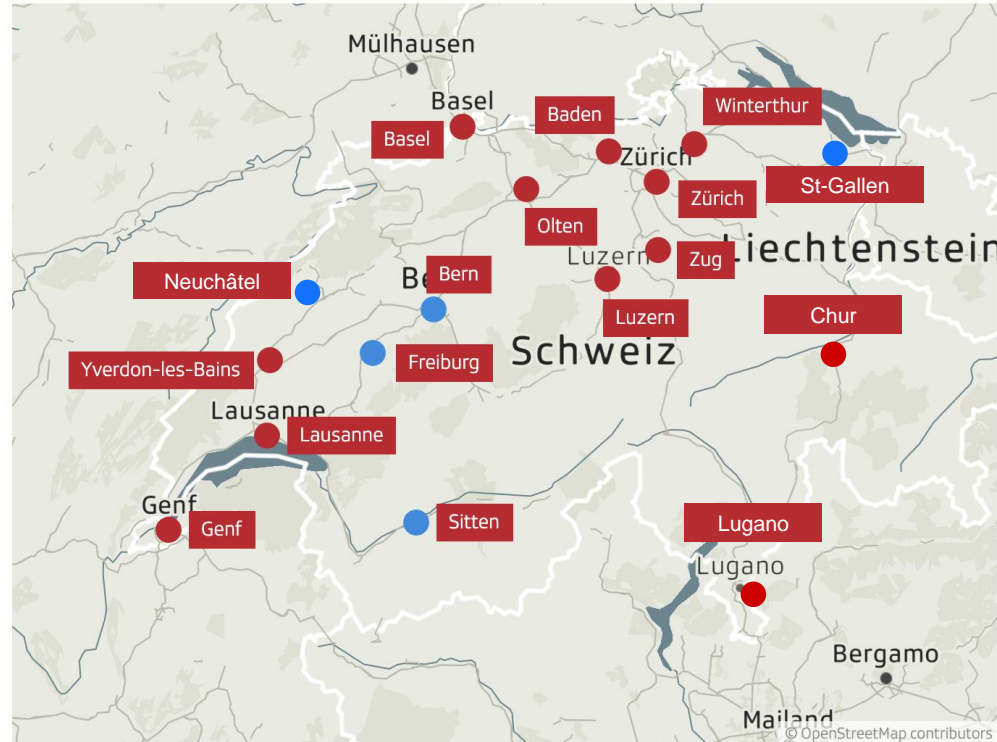 Mülhausen
Basel
Baden
Winterthur
Basel
Zürich
St-Gallen
Zürich
Olten
Liechtenstein
Luzern
Zug
Neuchâtel
Bern
Be
Luzern
Chur
Schweiz
Freiburg
Yverdon-les-Bains
Lausanne
Lausanne
Genf
Genf
Sitten
Lugano
Lugano
Bergamo
Mailand
© OpenStreetMap contributors